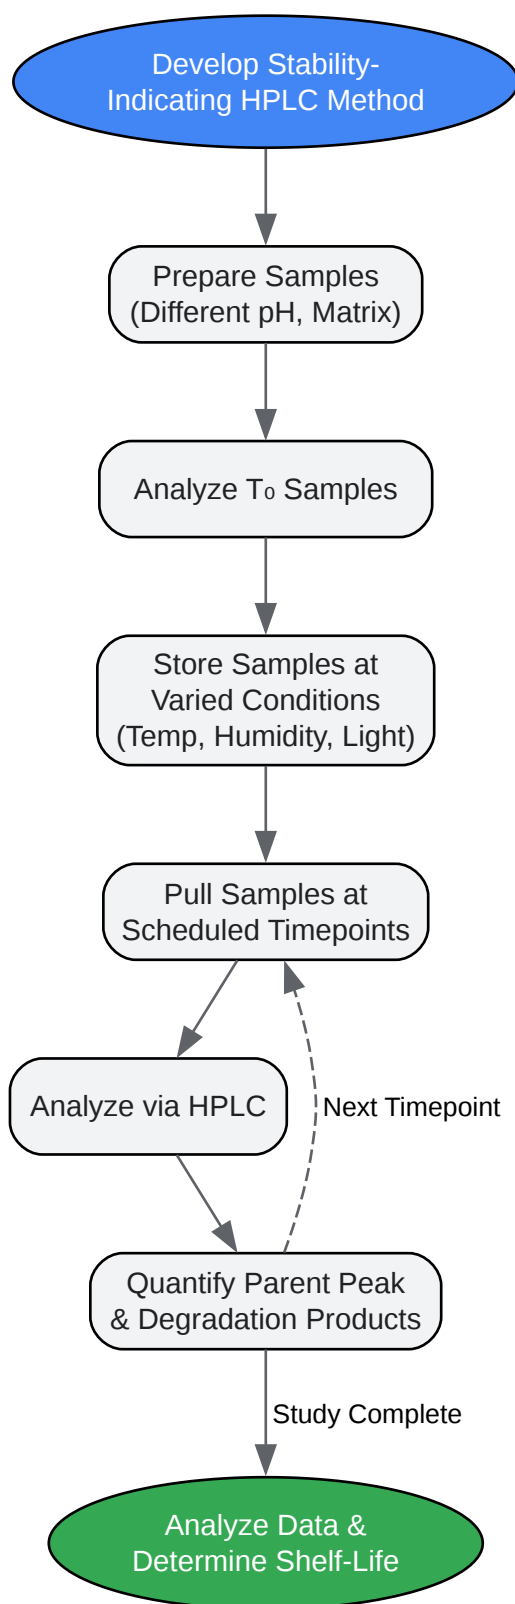 Develop Stability-
Indicating HPLC Method
Prepare Samples
(Different pH, Matrix)
Analyze T₀ Samples
Store Samples at
Varied Conditions
(Temp, Humidity, Light)
Pull Samples at
Scheduled Timepoints
Analyze via HPLC
Next Timepoint
Quantify Parent Peak
& Degradation Products
Study Complete
Analyze Data &
Determine Shelf-Life